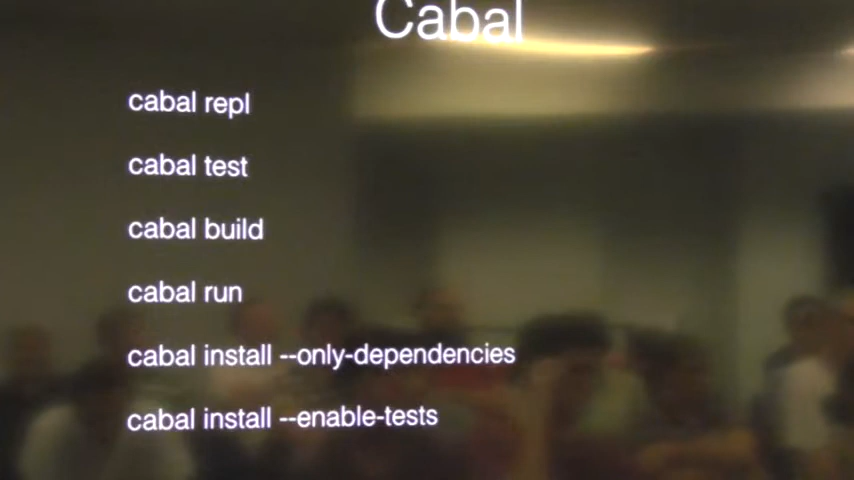 Cabal
cabal repl
cabal test
cabal build
cabal run
cabal install --only-dependencies
cabal install --enable-tests